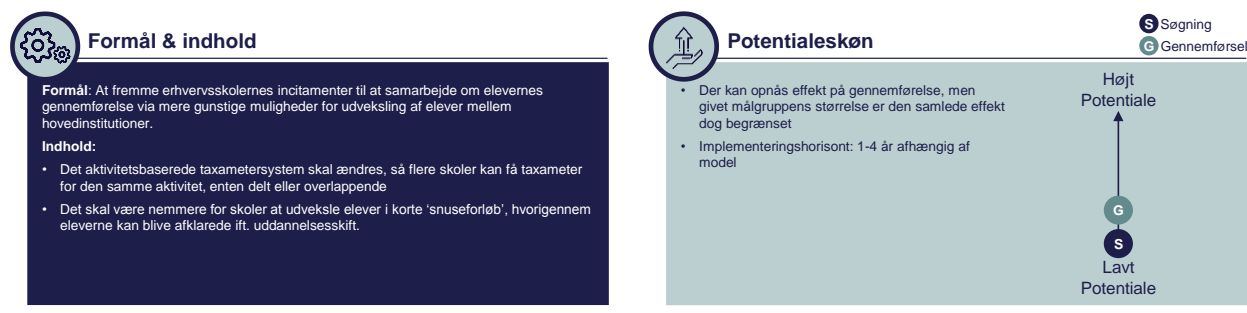 Formål & indhold
Formål: At fremme erhvervsskolernes incitamenter til at samarbejde om elevernes
gennemførelse via mere gunstige muligheder for udveksling af elever mellem
hovedinstitutioner.
Indhold:
• Det aktivitetsbaserede taxametersystem skal ændres, så flere skoler kan få taxameter
for den samme aktivitet, enten delt eller overlappende
• Det skal være nemmere for skoler at udveksle elever i korte ‘snuseforløb’, hvorigennem
eleverne kan blive afklarede ift. uddannelsesskift.
Potentialeskøn
S Søgning
G Gennemførsel
• Der kan opnås effekt på gennemførelse, men
givet målgruppens størrelse er den samlede effekt
dog begrænset
• Implementeringshorisont: 1-4 år afhængig af
model
Højt
Potentiale
G
S
Lavt
Potentiale